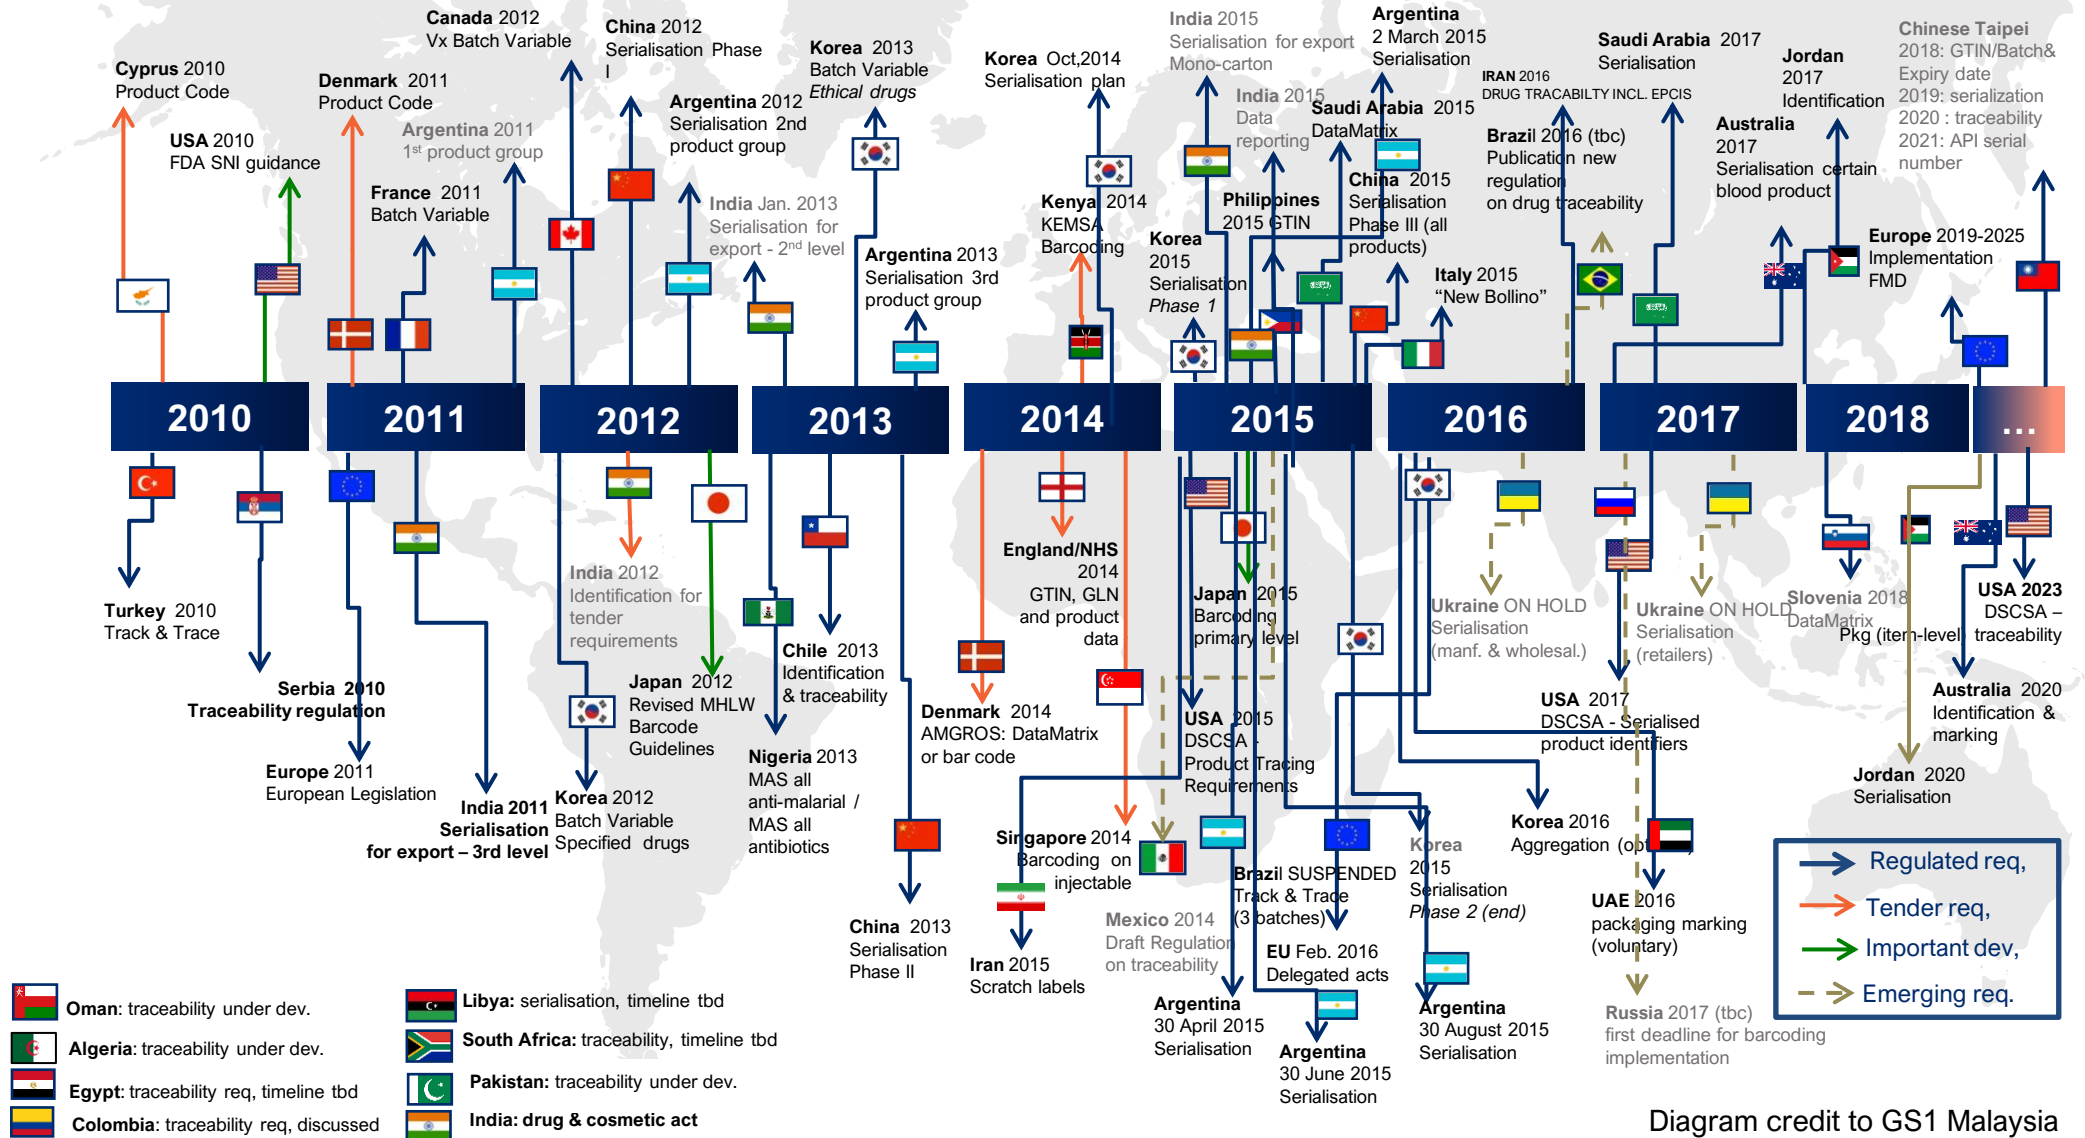 Cyprus 2010
Product Code
USA 2010
FDA SNI guidance
Denmark 2011
Product Code
Argentina 2011
1st product group
France 2011
Batch Variable
Canada 2012
Vx Batch Variable
China 2012
Serialisation Phase
I
Argentina 2012
Serialisation 2nd
product group
India Jan. 2013
Serialisation for
export - 2nd level
Korea 2013
Batch Variable
Ethical drugs
Argentina 2013
Serialisation 3rd
product group
Korea Oct,2014
Serialisation plan
Kenya 2014
KEMSA
Barcoding
India 2015
Serialisation for export
Mono-carton
India 2015
Data
reporting
Korea
2015
Serialisation
Phase 1
Philippines
2015 GTIN
Argentina
2 March 2015
Serialisation
Saudi Arabia 2015
DataMatrix
China 2015
Serialisation
Phase III (all
products)
Italy 2015
“New Bollino”
IRAN 2016
DRUG TRACABILTY INCL. EPCIS
Brazil 2016 (tbc)
Publication new
regulation
on drug traceability
Saudi Arabia 2017
Serialisation
Australia
2017
Serialisation certain
blood product
Jordan
2017
Identification
Chinese Taipei
2018: GTIN/Batch&
Expiry date
2019: serialization
2020 : traceability
2021: API serial
number
Europe 2019-2025
Implementation
FMD
2010
2011
2012
2013
2014
2015
2016
2017
2018
...
Turkey 2010
Track & Trace
Serbia 2010
Traceability regulation
Europe 2011
European Legislation
India 2011
Serialisation
for export – 3rd level
Korea 2012
Batch Variable
Specified drugs
India 2012
Identification for
tender
requirements
Japan 2012
Revised MHLW
Barcode
Guidelines
Nigeria 2013
MAS all
anti-malarial /
MAS all
antibiotics
Chile 2013
Identification
& traceability
China 2013
Serialisation
Phase II
Denmark 2014
AMGROS: DataMatrix
or bar code
England/NHS
2014
GTIN, GLN
and product
data
Singapore 2014
Barcoding on
injectable
Iran 2015
Scratch labels
Mexico 2014
Draft Regulation
on traceability
Japan 2015
Barcoding
primary level
USA 2015
DSCSA -
Product Tracing
Requirements
Brazil SUSPENDED
Track & Trace
(3 batches)
EU Feb. 2016
Delegated acts
Argentina
30 April 2015
Serialisation
Argentina
30 June 2015
Serialisation
Korea
2015
Serialisation
Phase 2 (end)
Argentina
30 August 2015
Serialisation
Ukraine ON HOLD
Serialisation
(manf. & wholesal.)
Korea 2016
Aggregation
UAE 2016
packaging marking
(voluntary)
USA 2017
DSCSA - Serialised
product identifiers
Ukraine ON HOLD
Serialisation
(retailers)
Russia 2017 (tbc)
first deadline for barcoding
implementation
Slovenia 2018
DataMatrix
USA 2023
DSCSA –
Pkg (item-level) traceability
Australia 2020
Identification &
marking
Jordan 2020
Serialisation
Regulated req,
Tender req,
Important dev,
Emerging req.
Oman: traceability under dev.
Algeria: traceability under dev.
Egypt: traceability req, timeline tbd
Colombia: traceability req, discussed
Libya: serialisation, timeline tbd
South Africa: traceability, timeline tbd
Pakistan: traceability under dev.
India: drug & cosmetic act
Diagram credit to GS1 Malaysia